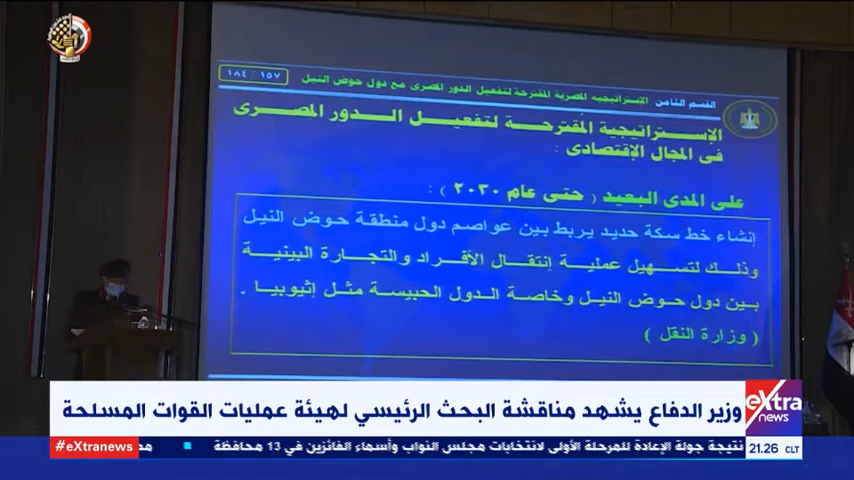 القسم الثامن الإستراتيجيه المصرية المقترحة لتفعيل الدور المصرى مع دول حوض النيل
١٥٧ / ١٨٤
الإستراتيجية المقترحة لتفعيل الدور المصرى
فى المجال الإقتصادى :
على المدى البعيد ( حتى عام ٢٠٣٠ ) :
إنشاء خط سكة حديد يربط بين عواصم دول منطقة حوض النيل
وذلك لتسهيل عملية إنتقال الأفراد والتجارة البينية
بين دول حوض النيل وخاصة الدول الحبيسة مثل إثيوبيا .
( وزارة النقل )
وزير الدفاع يشهد مناقشة البحث الرئيسي لهيئة عمليات القوات المسلحة
eXtra
news
#eXtranews
نتيجة جولة الإعادة للمرحلة الأولى لانتخابات مجلس النواب وأسماء الفائزين في 13 محافظة
21.26 CLT